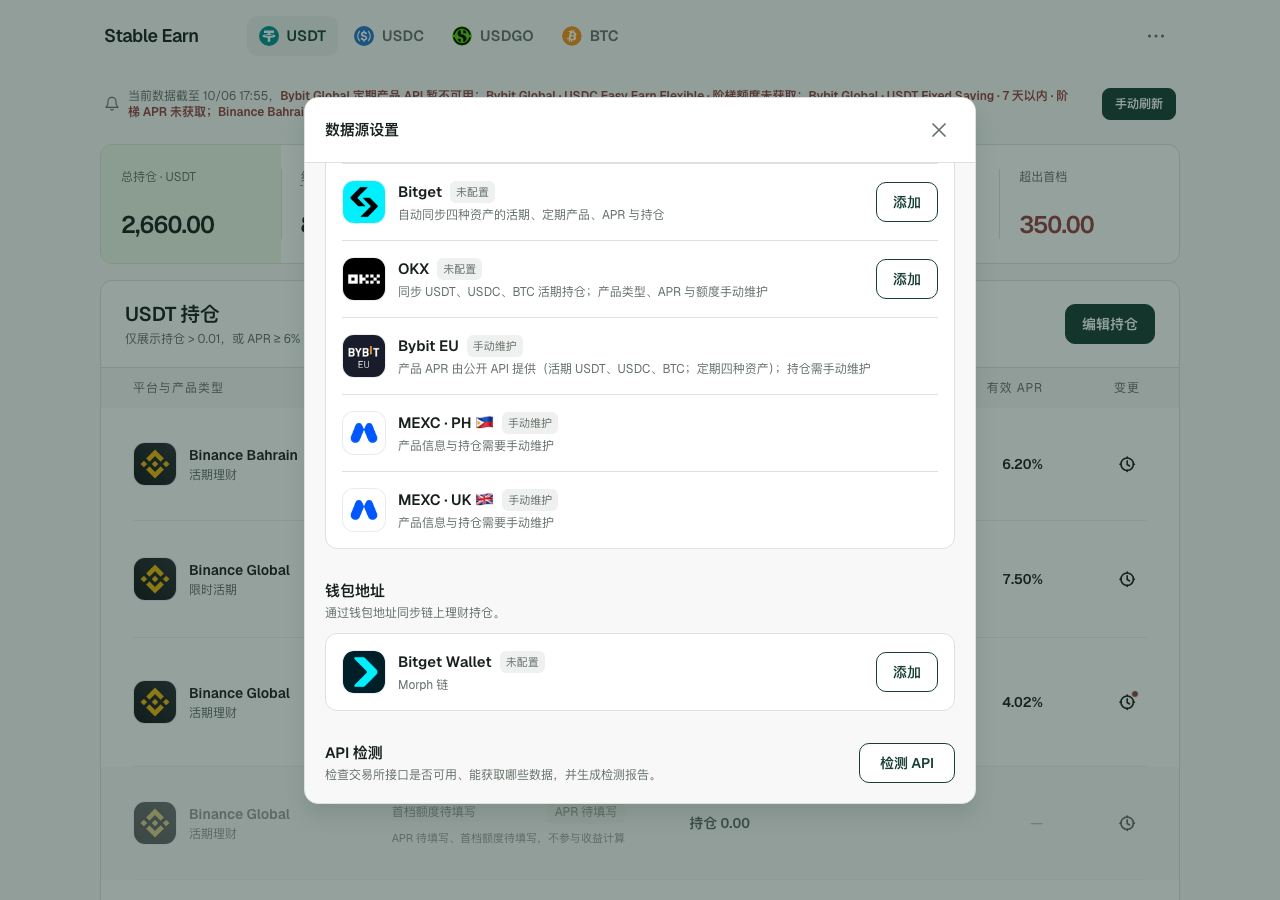 Stable Earn
USDT
USDC
USDGO
BTC
当前数据截至 10/06 17:55，Bybit Global 定期产品 API 暂不可用；Bybit Global · USDC Easy Earn Flexible · 阶梯额度未获取；Bybit Global · USDT Fixed Saving · 7 天以内 · 阶
梯 APR 未获取；Binance Bahrai
手动刷新
数据源设置
总持仓 · USDT
2,660.00
超出首档
350.00
Bitget 未配置
自动同步四种资产的活期、定期产品、APR 与持仓
添加
OKX 未配置
同步 USDT、USDC、BTC 活期持仓；产品类型、APR 与额度手动维护
添加
BYBIT
EU
Bybit EU 手动维护
产品 APR 由公开 API 提供（活期 USDT、USDC、BTC；定期四种资产）；持仓需手动维护
MEXC · PH 手动维护
产品信息与持仓需要手动维护
MEXC · UK 手动维护
产品信息与持仓需要手动维护
钱包地址
通过钱包地址同步链上理财持仓。
Bitget Wallet 未配置
Morph 链
添加
API 检测
检查交易所接口是否可用、能获取哪些数据，并生成检测报告。
检测 API
USDT 持仓
仅展示持仓 > 0.01，或 APR ≥ 6%
编辑持仓
平台与产品类型
有效 APR
变更
Binance Bahrain
活期理财
6.20%
Binance Global
限时活期
7.50%
Binance Global
活期理财
4.02%
Binance Global
活期理财
首档额度待填写
APR 待填写
APR 待填写、首档额度待填写，不参与收益计算
持仓 0.00
—